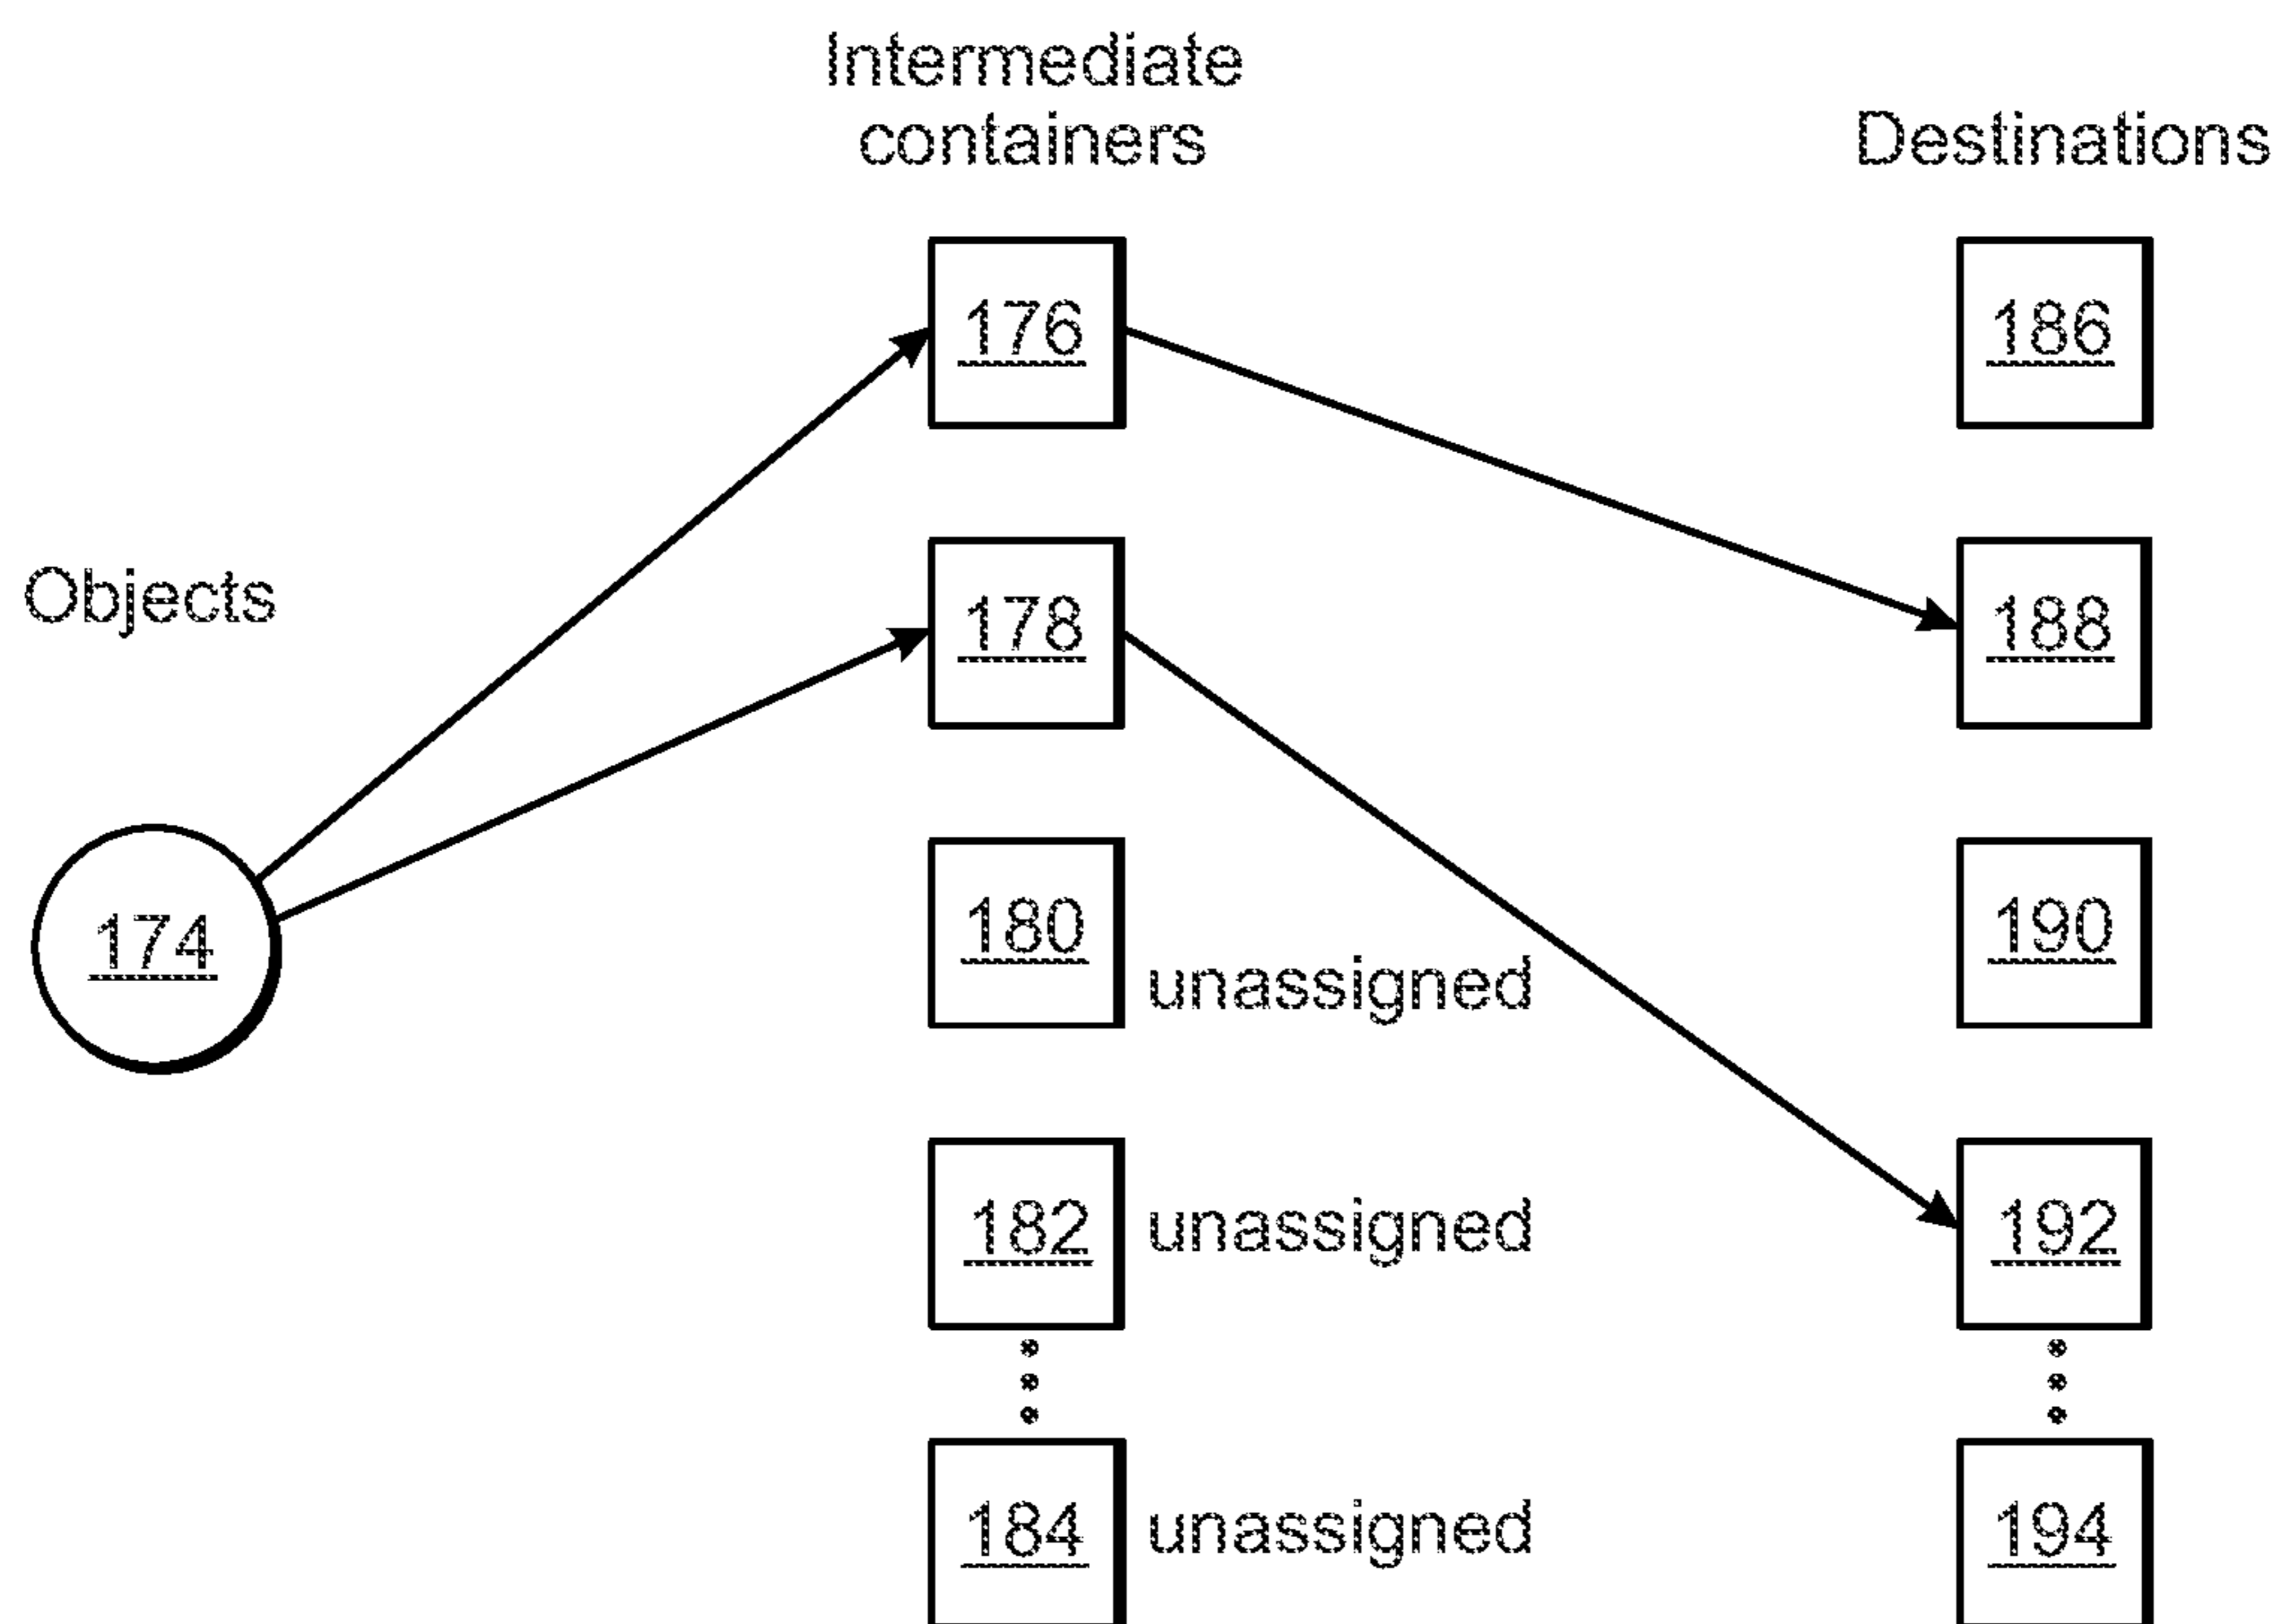 Intermediate
containers
Destinations
176
186
Objects
178
188
174
180
unassigned
190
182
unassigned
192
184
unassigned
194